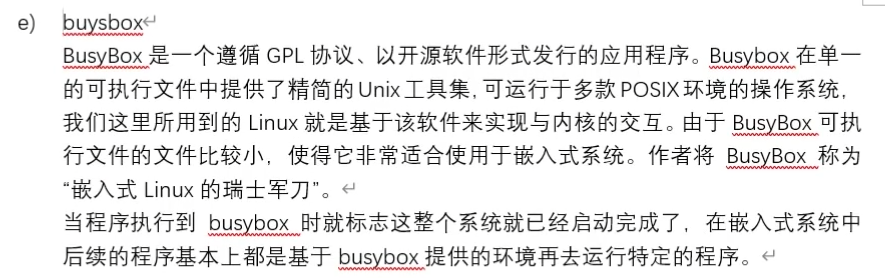 e) buysbox
BusyBox 是一个遵循 GPL 协议、以开源软件形式发行的应用程序。Busybox 在单一
的可执行文件中提供了精简的 Unix 工具集，可运行于多款 POSIX 环境的操作系统，
我们这里所用到的 Linux 就是基于该软件来实现与内核的交互。由于 BusyBox 可执
行文件的文件比较小，使得它非常适合使用于嵌入式系统。作者将 BusyBox 称为
“嵌入式 Linux 的瑞士军刀”。
当程序执行到 busybox 时就标志这整个系统就已经启动完成了，在嵌入式系统中
后续的程序基本上都是基于 busybox 提供的环境再去运行特定的程序。